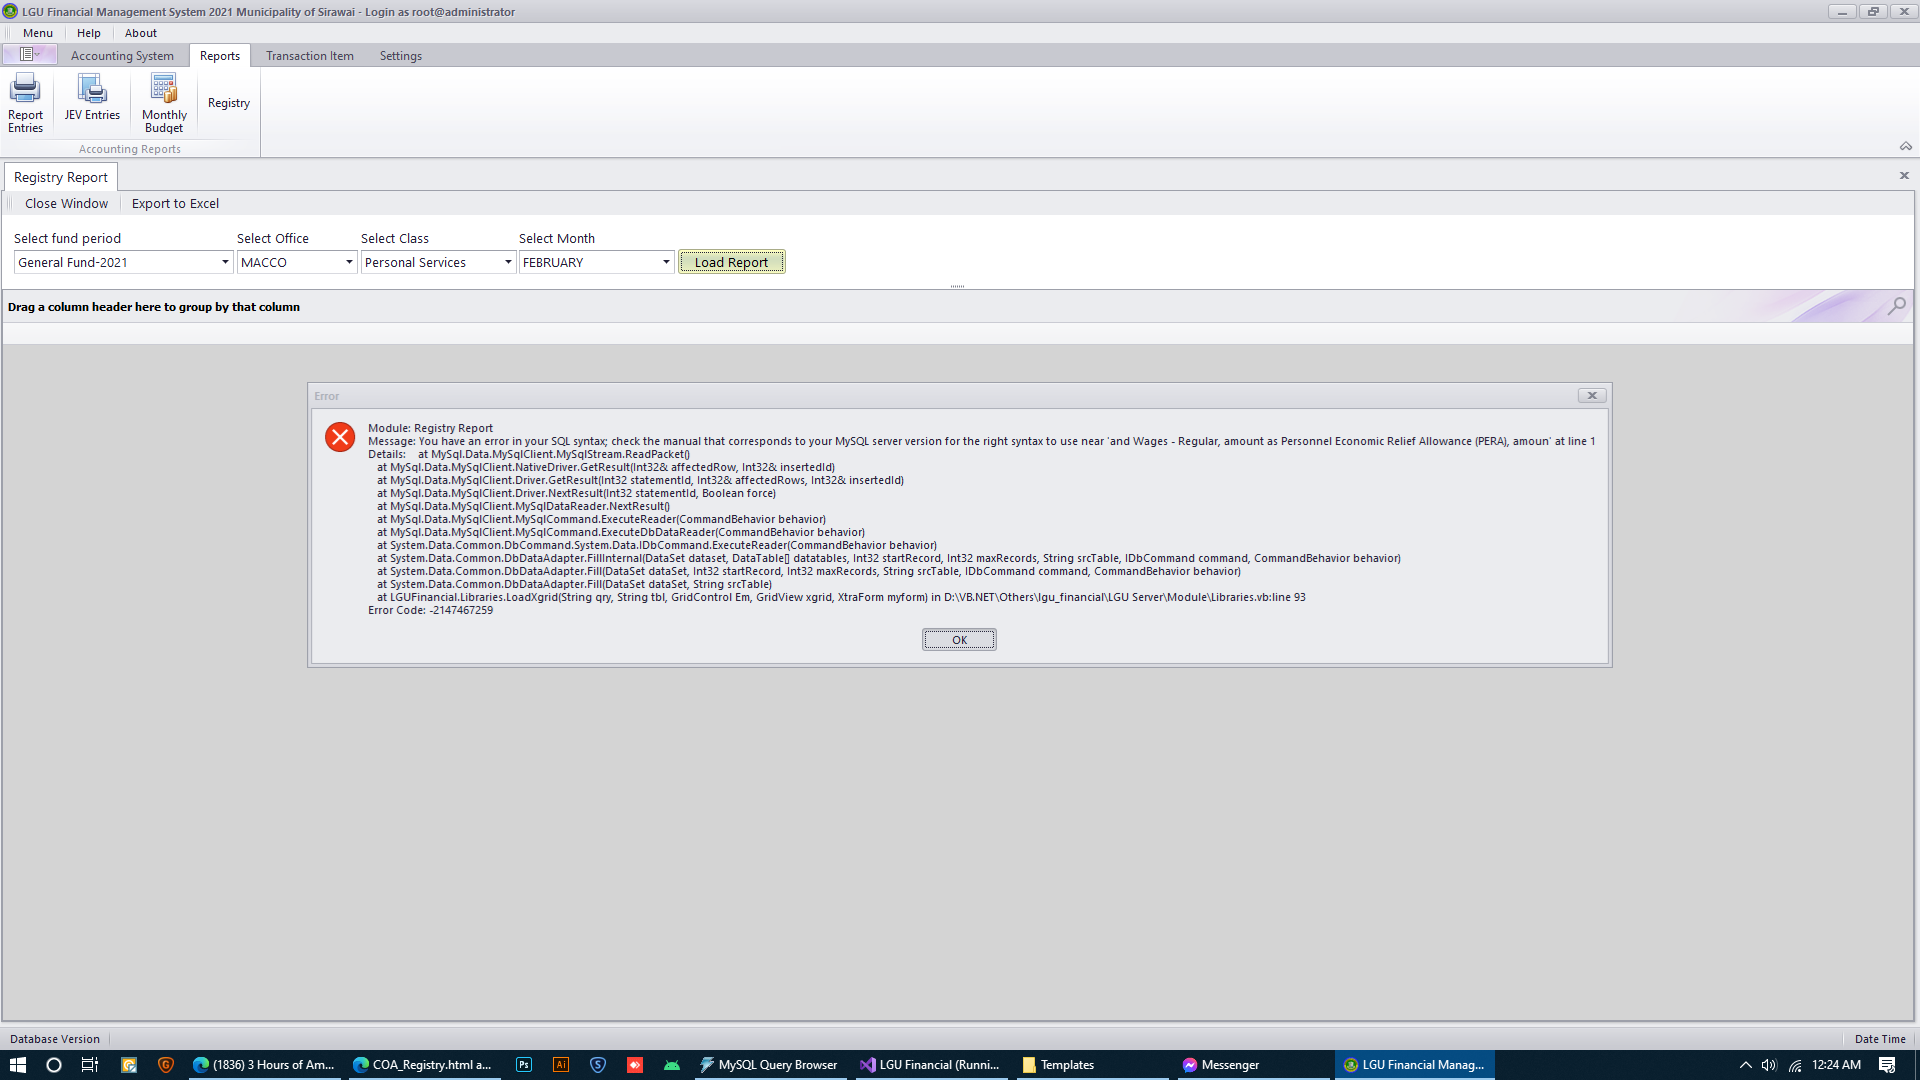 LGU Financial Management System 2021 Municipality of Sirawai - Login as root@administrator
Menu Help About
Accounting System Reports Transaction Item Settings
Report Entries
JEV Entries
Monthly Budget
Registry
Accounting Reports
Registry Report
Close Window Export to Excel
Select fund period Select Office Select Class Select Month
General Fund-2021 MACCO Personal Services FEBRUARY Load Report
Drag a column header here to group by that column
Error
Module: Registry Report
Message: You have an error in your SQL syntax; check the manual that corresponds to your MySQL server version for the right syntax to use near 'and Wages - Regular, amount as Personnel Economic Relief Allowance (PERA), amoun' at line 1
Details: at MySql.Data.MySqlClient.MySqlStream.ReadPacket()
at MySql.Data.MySqlClient.NativeDriver.GetResult(Int32& affectedRow, Int32& insertedId)
at MySql.Data.MySqlClient.Driver.GetResult(Int32 statementId, Int32& affectedRows, Int32& insertedId)
at MySql.Data.MySqlClient.Driver.NextResult(Int32 statementId, Boolean force)
at MySql.Data.MySqlClient.MySqlDataReader.NextResult()
at MySql.Data.MySqlClient.MySqlCommand.ExecuteReader(CommandBehavior behavior)
at MySql.Data.MySqlClient.MySqlCommand.ExecuteDbDataReader(CommandBehavior behavior)
at System.Data.Common.DbCommand.System.Data.IDbCommand.ExecuteReader(CommandBehavior behavior)
at System.Data.Common.DbDataAdapter.FillInternal(DataSet dataset, DataTable[] datatables, Int32 startRecord, Int32 maxRecords, String srcTable, IDbCommand command, CommandBehavior behavior)
at System.Data.Common.DbDataAdapter.Fill(DataSet dataSet, Int32 startRecord, Int32 maxRecords, String srcTable, IDbCommand command, CommandBehavior behavior)
at System.Data.Common.DbDataAdapter.Fill(DataSet dataSet, String srcTable)
at LGUFinancial.Libraries.LoadXgrid(String qry, String tbl, GridControl Em, GridView xgrid, XtraForm myform) in D:\VB.NET\Others\lgu_financial\LGU Server\Module\Libraries.vb:line 93
Error Code: -2147467259
OK
Database Version Date Time
(1836) 3 Hours of Am... COA_Registry.html a... Ps Ai MySQL Query Browser LGU Financial (Runni... Templates Messenger LGU Financial Manag... 12:24 AM